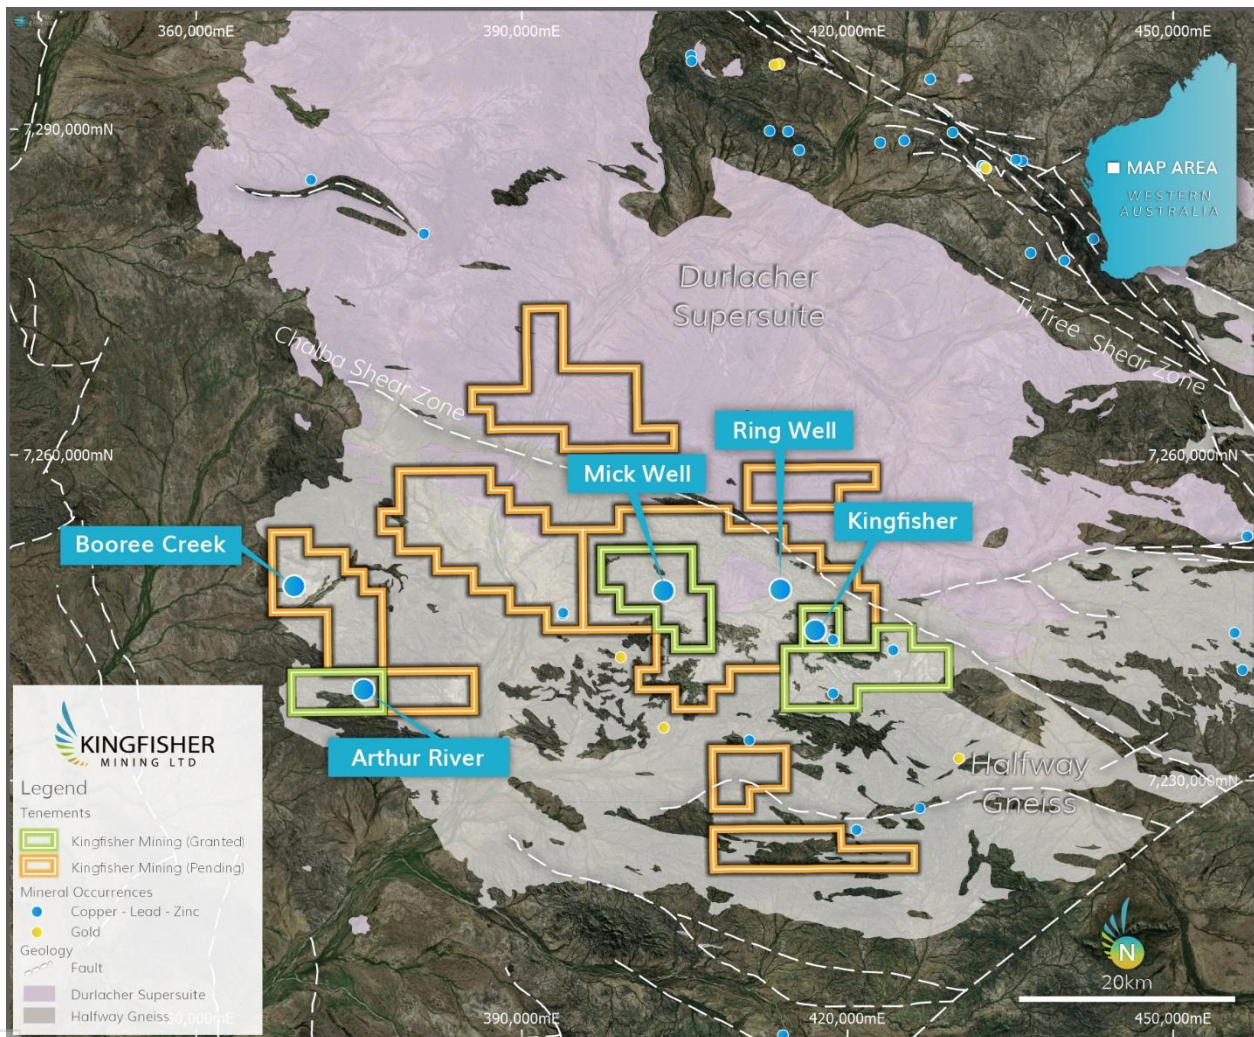 360,000mE
390,000mE
420,000mE
450,000mE
7,290,000mN
MAP AREA
WESTERN
AUSTRALIA
Durlacher
Supersuite
Ti Tree Shear Zone
Chalba Shear Zone
7,260,000mN
7,260,000mN
Ring Well
Mick Well
Kingfisher
Booree Creek
Arthur River
Halfway
Gneiss
7,230,000mN
KINGFISHER
MINING LTD
Legend
Tenements
Kingfisher Mining (Granted)
Kingfisher Mining (Pending)
Mineral Occurrences
Copper - Lead - Zinc
Gold
Geology
Fault
Durlacher Supersuite
Halfway Gneiss
N
20km
390,000mE
420,000mE
450,000mE